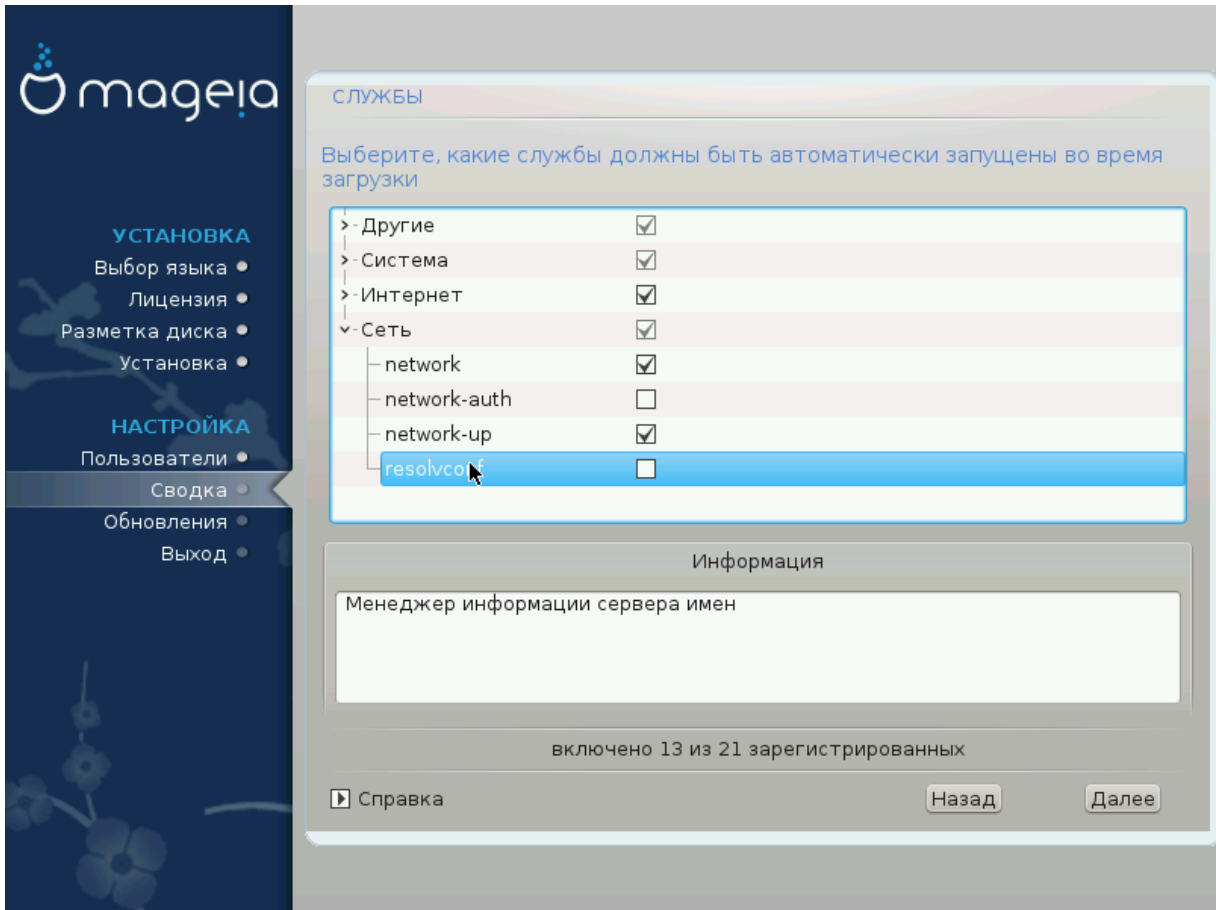 mageia
УСТАНОВКА
Выбор языка
Лицензия
Разметка диска
Установка
НАСТРОЙКА
Пользователи
Сводка
Обновления
Выход
СЛУЖБЫ
Выберите, какие службы должны быть автоматически запущены во время
загрузки
Другие
Система
Интернет
Сеть
network
network-auth
network-up
resolvconf
Информация
Менеджер информации сервера имен
включено 13 из 21 зарегистрированных
Справка
Назад
Далее